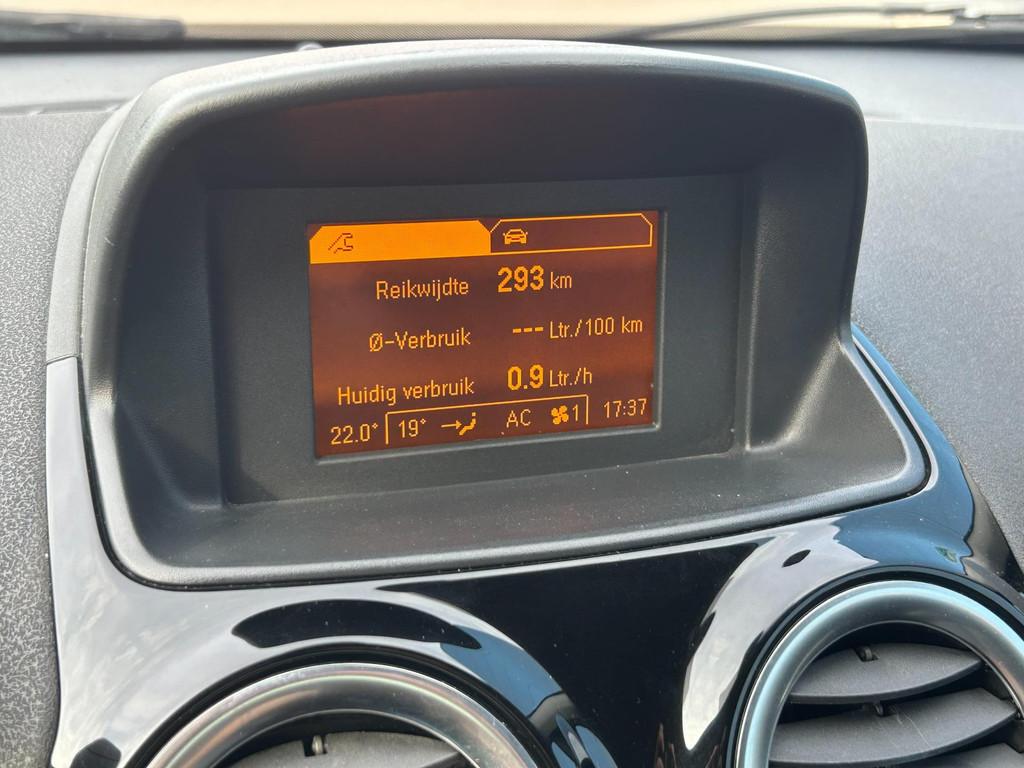 Reikwijdte 293 km
Ø-Verbruik --- Ltr./100 km
Huidig verbruik 0.9 Ltr./h
22.0° 19° AC 1 17:37